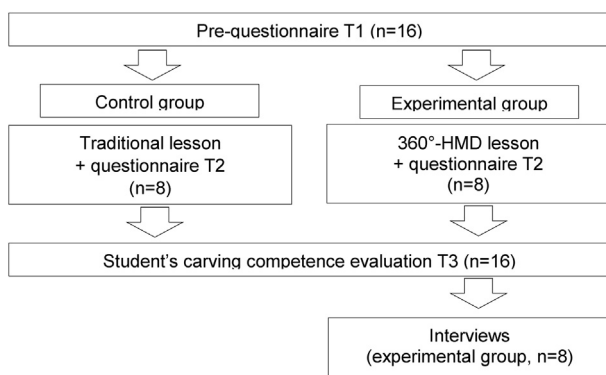 Pre-questionnaire T1 (n=16)
Control group
Experimental group
Traditional lesson
+ questionnaire T2
(n=8)
360°-HMD lesson
+ questionnaire T2
(n=8)
Student's carving competence evaluation T3 (n=16)
Interviews
(experimental group, n=8)